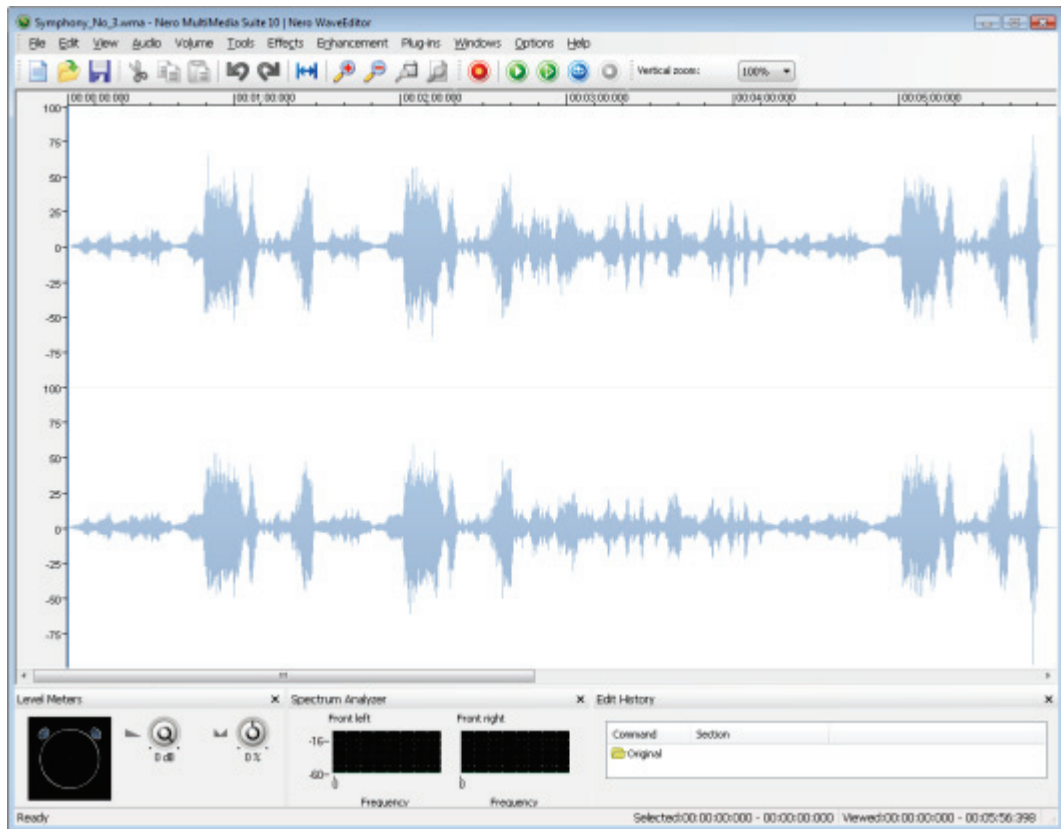 Symphony_No_3.wma - Nero MultiMedia Suite 10 | Nero WaveEditor
File Edit View Audio Volume Tools Effects Enhancement Plug-ins Windows Options Help
Vertical zoom: 100%
00:00:00:000 00:01:00:000 00:02:00:000 00:03:00:000 00:04:00:000 00:05:00:000
100
75
50
25
0
-25
-50
-75
100
75
50
25
0
-25
-50
-75
Level Meters Spectrum Analyzer Edit History
Front left Front right
Command Section
-16
Original
0 dB 0 %
-60
0 0
Frequency Frequency
Ready Selected:00:00:00:000 - 00:00:00:000 Viewed:00:00:00:000 - 00:05:56:398